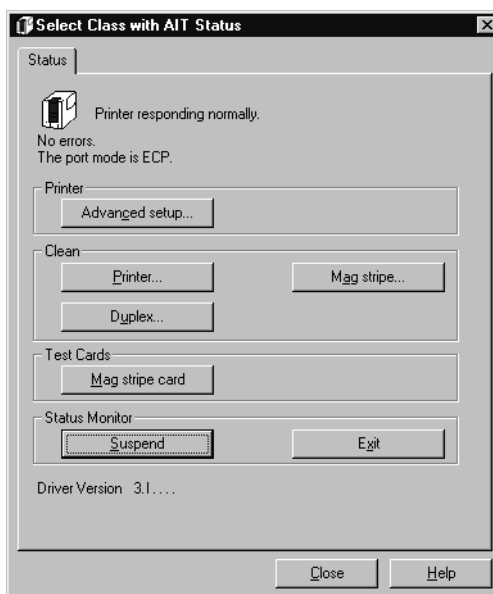 Select Class with AIT Status
Status
Printer responding normally.
No errors.
The port mode is ECP.
Printer
Advanced setup...
Clean
Printer...
Mag stripe...
Duplex...
Test Cards
Mag stripe card
Status Monitor
Suspend
Exit
Driver Version 3.1....
Close
Help